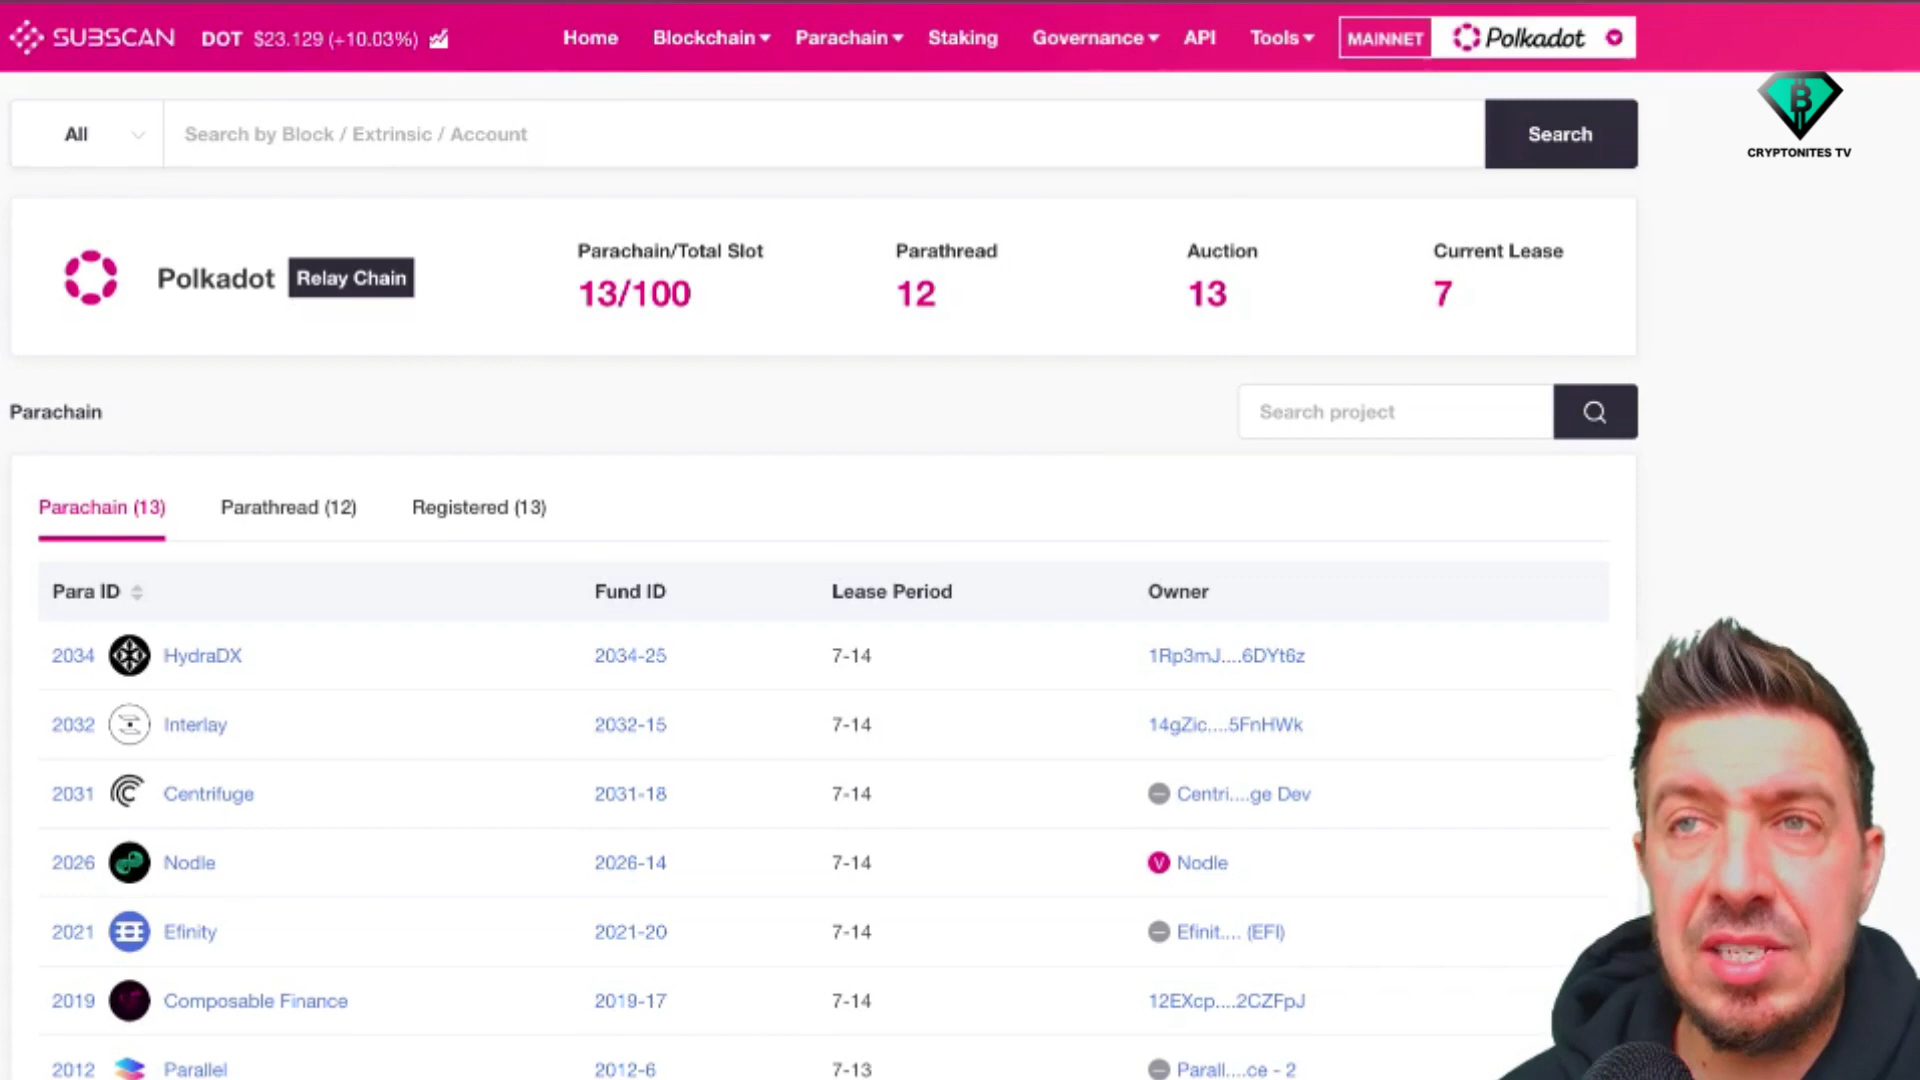 SUBSCAN DOT $23.129 (+10.03%) Home Blockchain Parachain Staking Governance API Tools MAINNET Polkadot
All Search by Block / Extrinsic / Account Search
B
CRYPTONITES TV
Polkadot Relay Chain
Parachain/Total Slot Parathread Auction Current Lease
13/100 12 13 7
Parachain Search project
Parachain (13) Parathread (12) Registered (13)
Para ID Fund ID Lease Period Owner
2034 HydraDX 2034-25 7-14 1Rp3mJ....6DYt6z
2032 Interlay 2032-15 7-14 14gZic....5FnHWk
2031 Centrifuge 2031-18 7-14 Centri....ge Dev
2026 Nodle 2026-14 7-14 V Nodle
2021 Efinity 2021-20 7-14 Efinit.... (EFI)
2019 Composable Finance 2019-17 7-14 12EXcp....2CZFpJ
2012 Parallel 2012-6 7-13 Parall....ce - 2